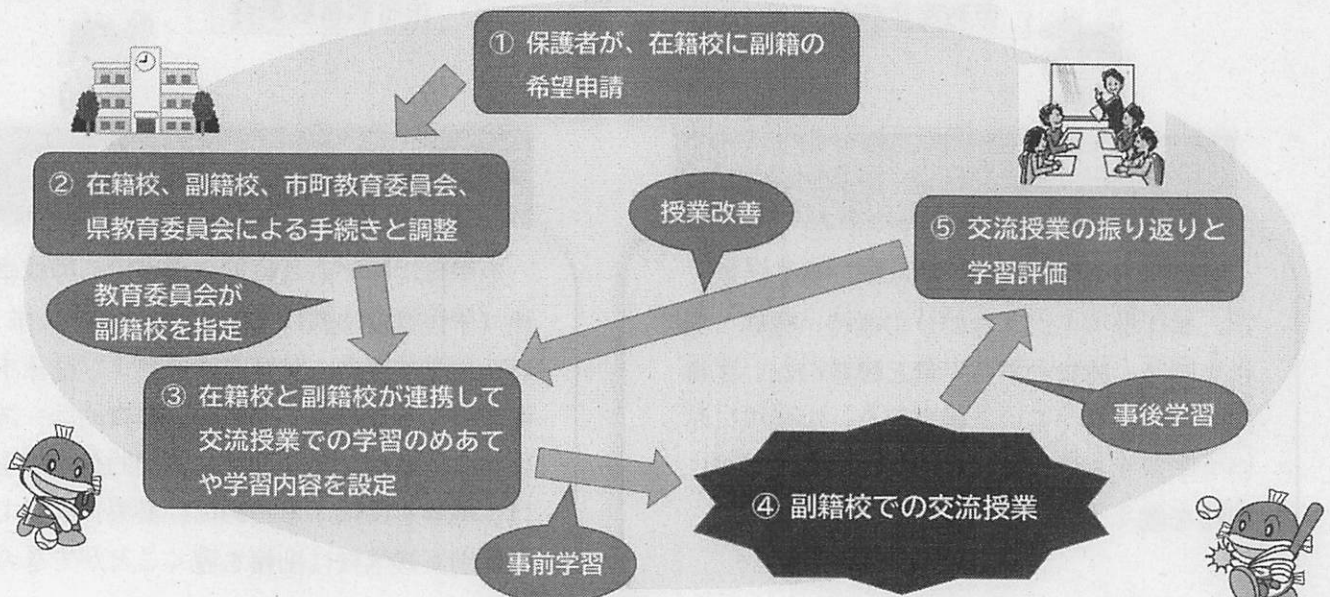 ① 保護者が、在籍校に副籍の
希望申請
② 在籍校、副籍校、市町教育委員会、
県教育委員会による手続きと調整
教育委員会が
副籍校を指定
③ 在籍校と副籍校が連携して
交流授業での学習のめあて
や学習内容を設定
事前学習
④ 副籍校での交流授業
事後学習
⑤ 交流授業の振り返りと
学習評価
授業改善